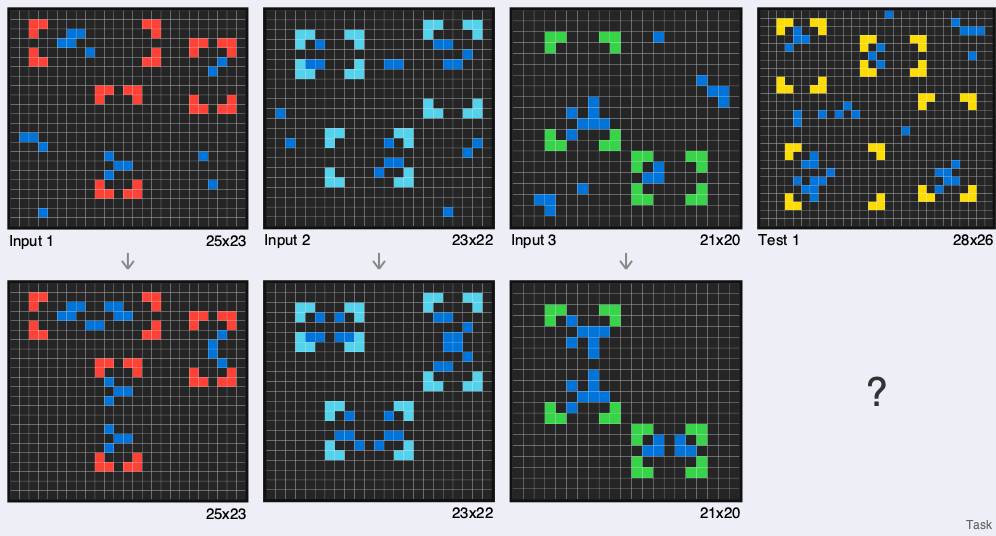 Input 1 25x23
Input 2 23x22
Input 3 21x20
Test 1 28x26
?
25x23
23x22
21x20
Task